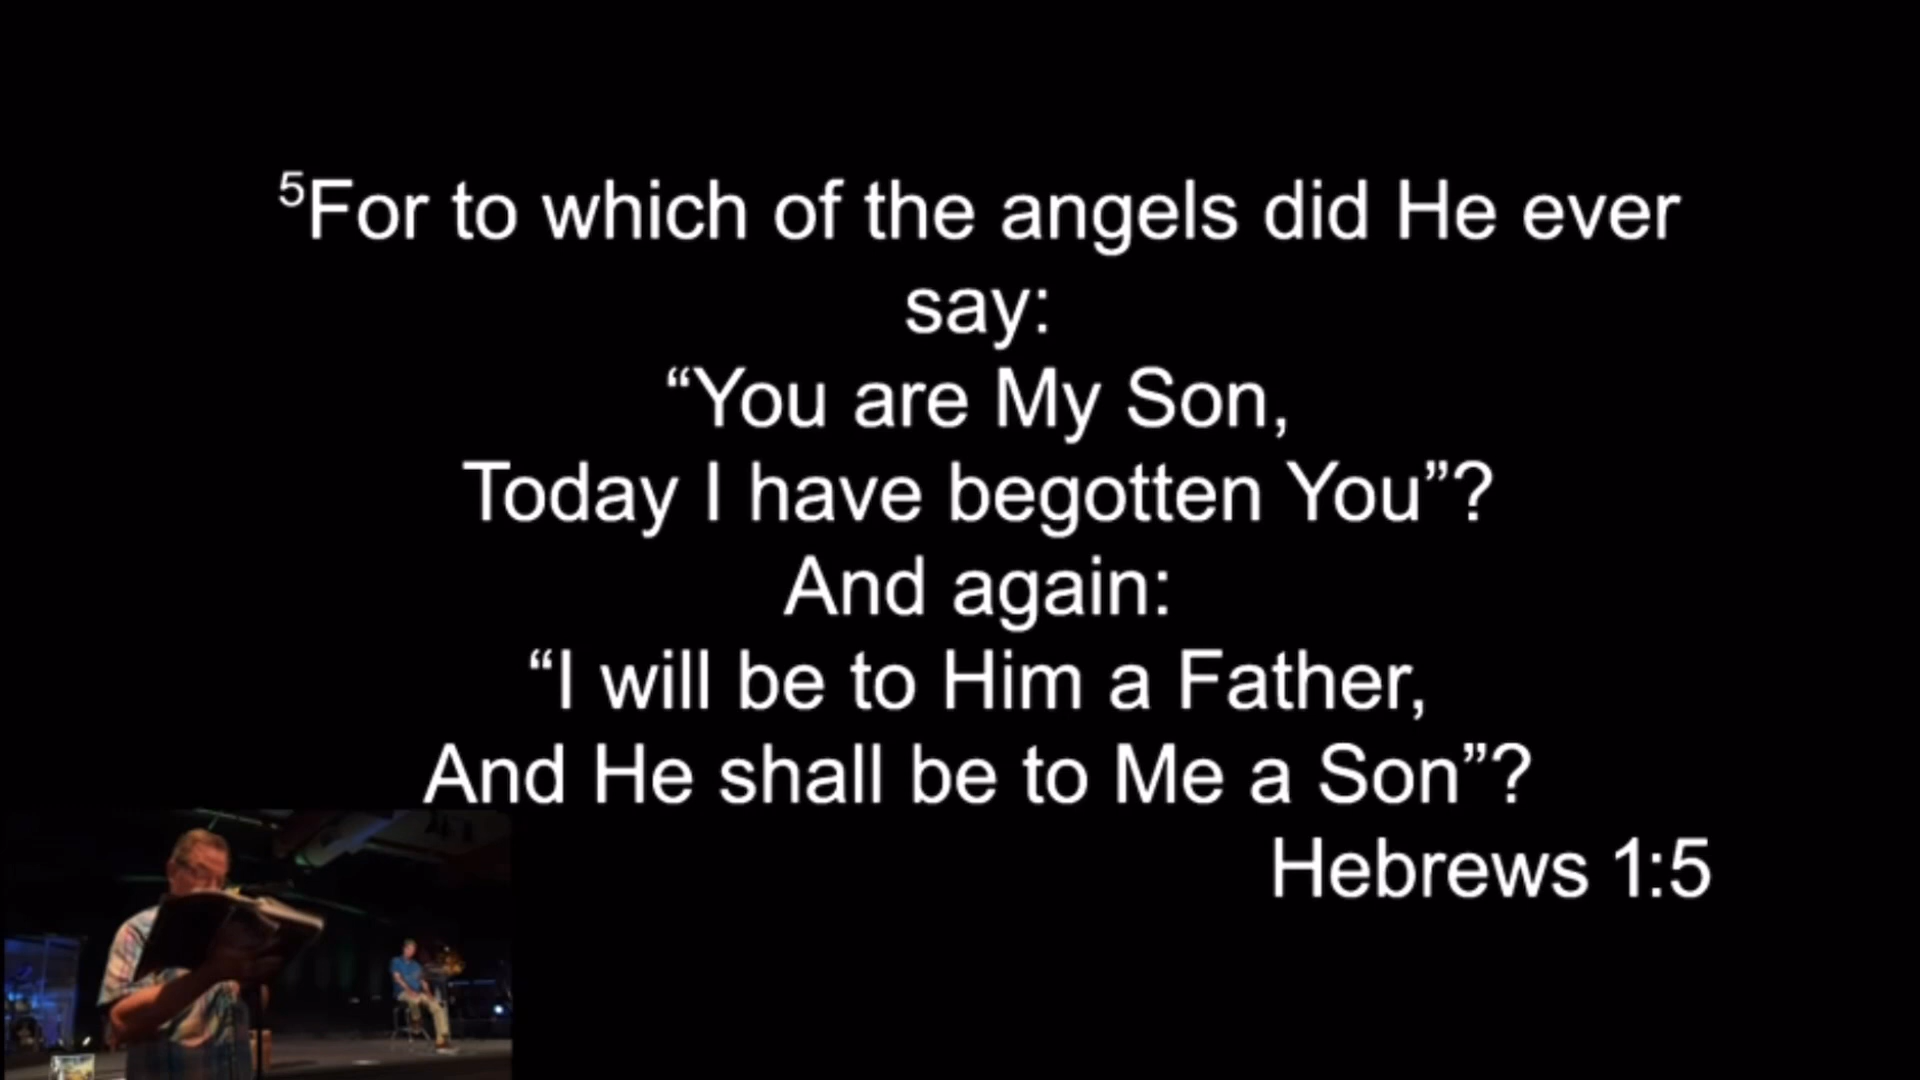 ⁵For to which of the angels did He ever
say:
“You are My Son,
Today I have begotten You”?
And again:
“I will be to Him a Father,
And He shall be to Me a Son”?
Hebrews 1:5